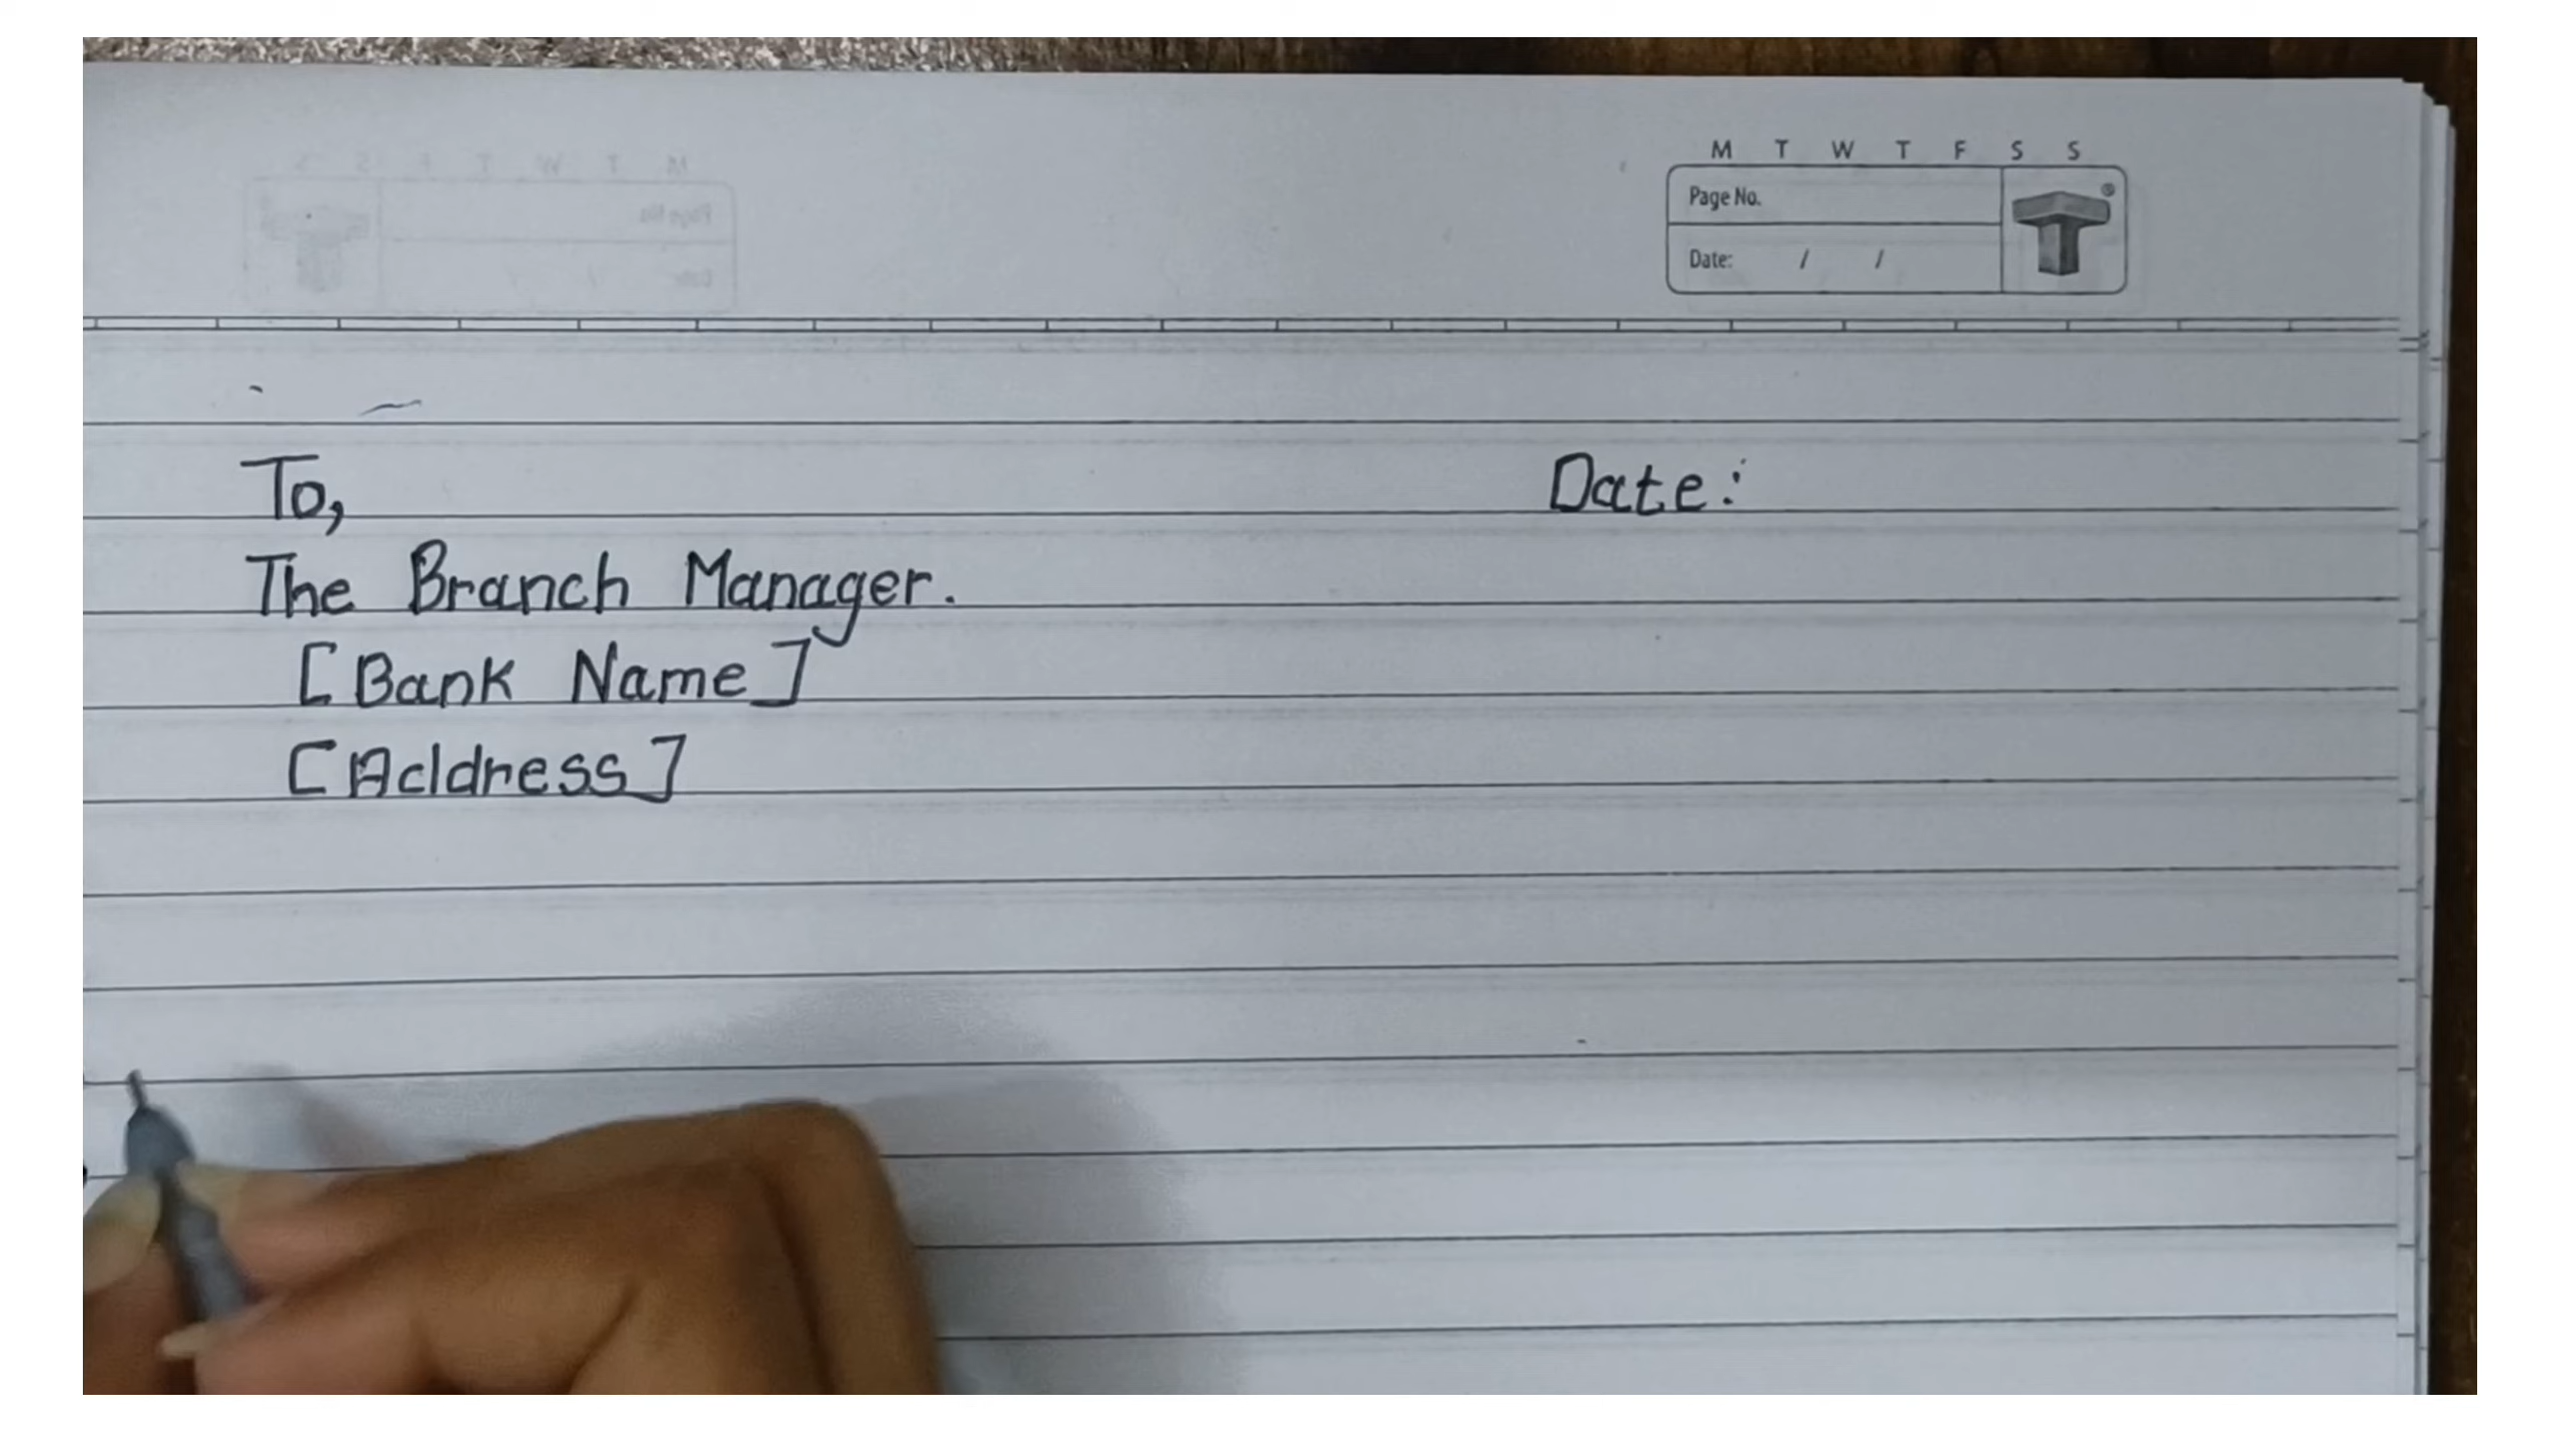 M T W T F S S
Page No.
Date: / /
To, Date:
The Branch Manager.
[Bank Name]
[Address]